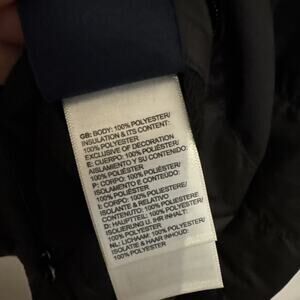 GB: BODY: 100% POLYESTER/
INSULATION & ITS CONTENT:
100% POLYESTER
EXCLUSIVE OF DECORATION
E: CUERPO: 100% POLIÉSTER/
AISLAMIENTO Y SU CONTENIDO:
100% POLIÉSTER
P: CORPO: 100% POLIÉSTER/
ISOLAMENTO E CONTEÚDO:
100% POLIÉSTER
I: CORPO: 100% POLIESTERE/
ISOLANTE & RELATIVO
CONTENUTO: 100% POLIESTERE
D: HAUPTTEIL: 100% POLYESTER/
ISOLIERUNG U. IHR INHALT:
100% POLYESTER
NL: LICHAAM: 100% POLYESTER/
ISOLATIE & HAAR INHOUD:
100% POLYESTER